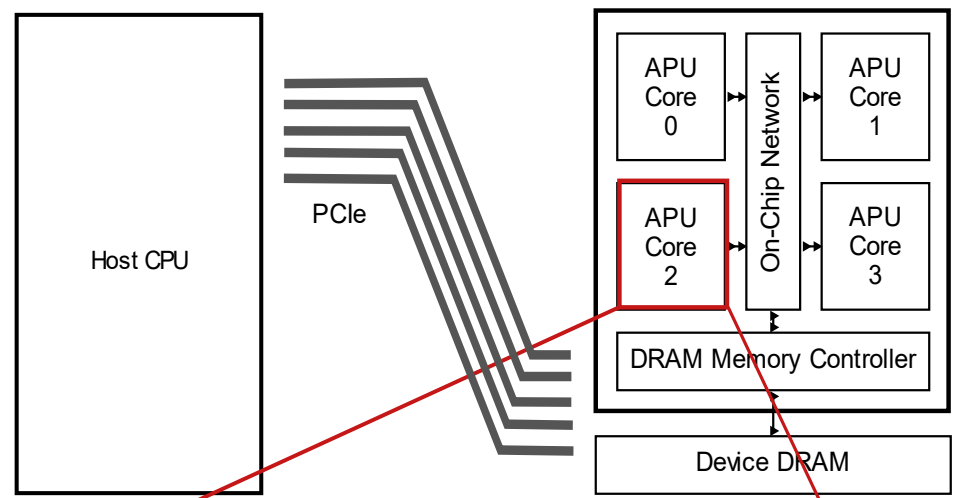 Host CPU
PCIe
APU
Core
0
APU
Core
1
On-Chip Network
APU
Core
2
APU
Core
3
DRAM Memory Controller
Device DRAM